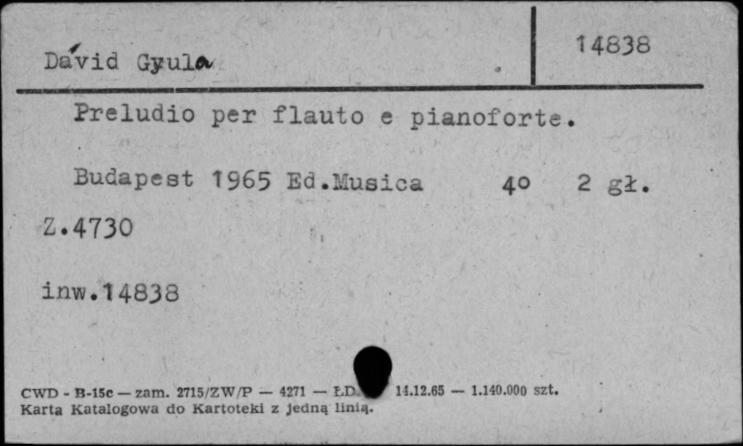 Dávid Gyula
14838
Preludio per flauto e pianoforte.
Budapest 1965 Ed.Musica 4o 2 gł.
Z.4730
inw.14838
CWD - B-15c — zam. 2715/ZW/P — 4271 — ŁD. 14.12.65 — 1.140.000 szt.
Karta Katalogowa do Kartoteki z jedną linią.